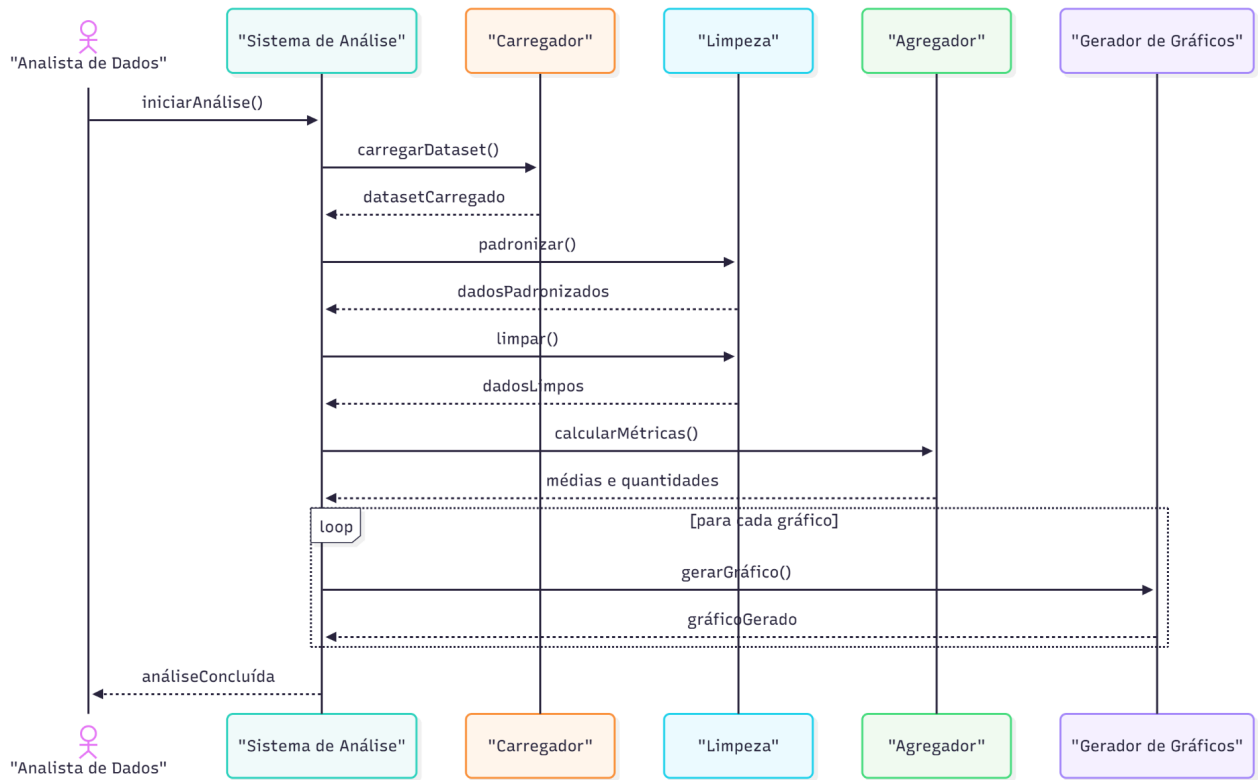 "Analista de Dados"
"Sistema de Análise"
"Carregador"
"Limpeza"
"Agregador"
"Gerador de Gráficos"
iniciarAnálise()
carregarDataset()
datasetCarregado
padronizar()
dadosPadronizados
limpar()
dadosLimpos
calcularMétricas()
médias e quantidades
loop
[para cada gráfico]
gerarGráfico()
gráficoGerado
análiseConcluída
"Analista de Dados"
"Sistema de Análise"
"Carregador"
"Limpeza"
"Agregador"
"Gerador de Gráficos"